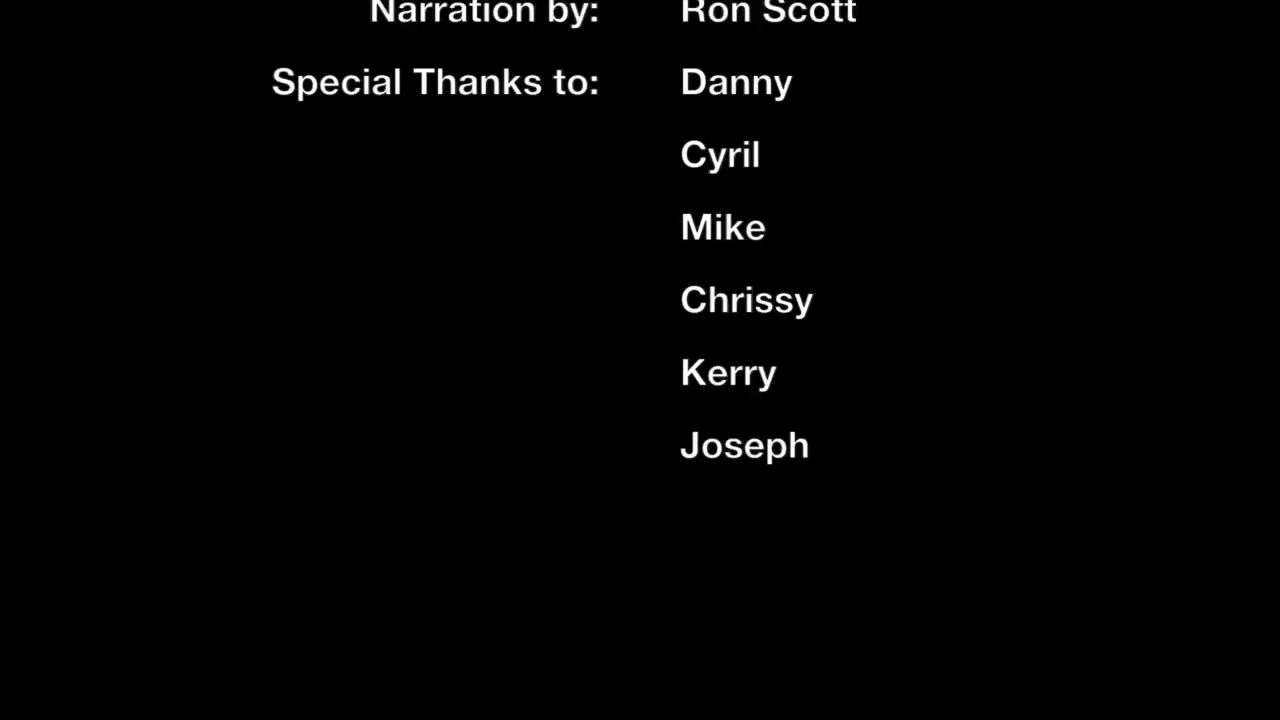 Narration by: Ron Scott
Special Thanks to: Danny
Cyril
Mike
Chrissy
Kerry
Joseph